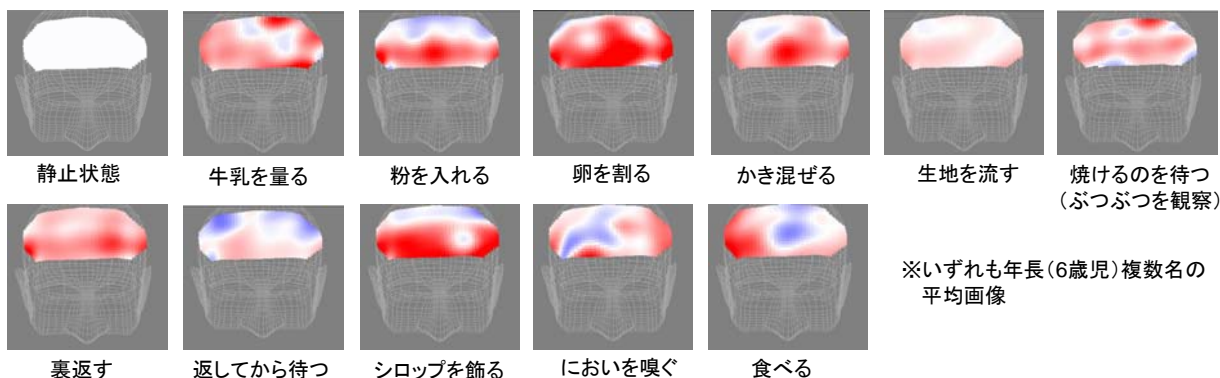 静止状態
牛乳を量る
粉を入れる
卵を割る
かき混ぜる
生地を流す
焼けるのを待つ
(ぶつぶつを観察)
裏返す
返してから待つ
シロップを飾る
においを嗅ぐ
食べる
※いずれも年長(6歳児)複数名の
平均画像